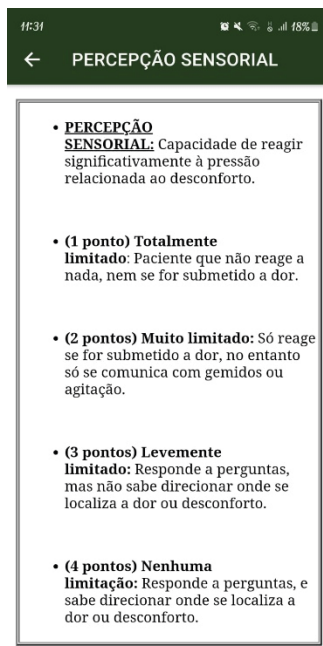 11:31
18%
PERCEPÇÃO SENSORIAL
• PERCEPÇÃO
SENSORIAL: Capacidade de reagir
significativamente à pressão
relacionada ao desconforto.
• (1 ponto) Totalmente
limitado: Paciente que não reage a
nada, nem se for submetido a dor.
• (2 pontos) Muito limitado: Só reage
se for submetido a dor, no entanto
só se comunica com gemidos ou
agitação.
• (3 pontos) Levemente
limitado: Responde a perguntas,
mas não sabe direcionar onde se
localiza a dor ou desconforto.
• (4 pontos) Nenhuma
limitação: Responde a perguntas, e
sabe direcionar onde se localiza a
dor ou desconforto.